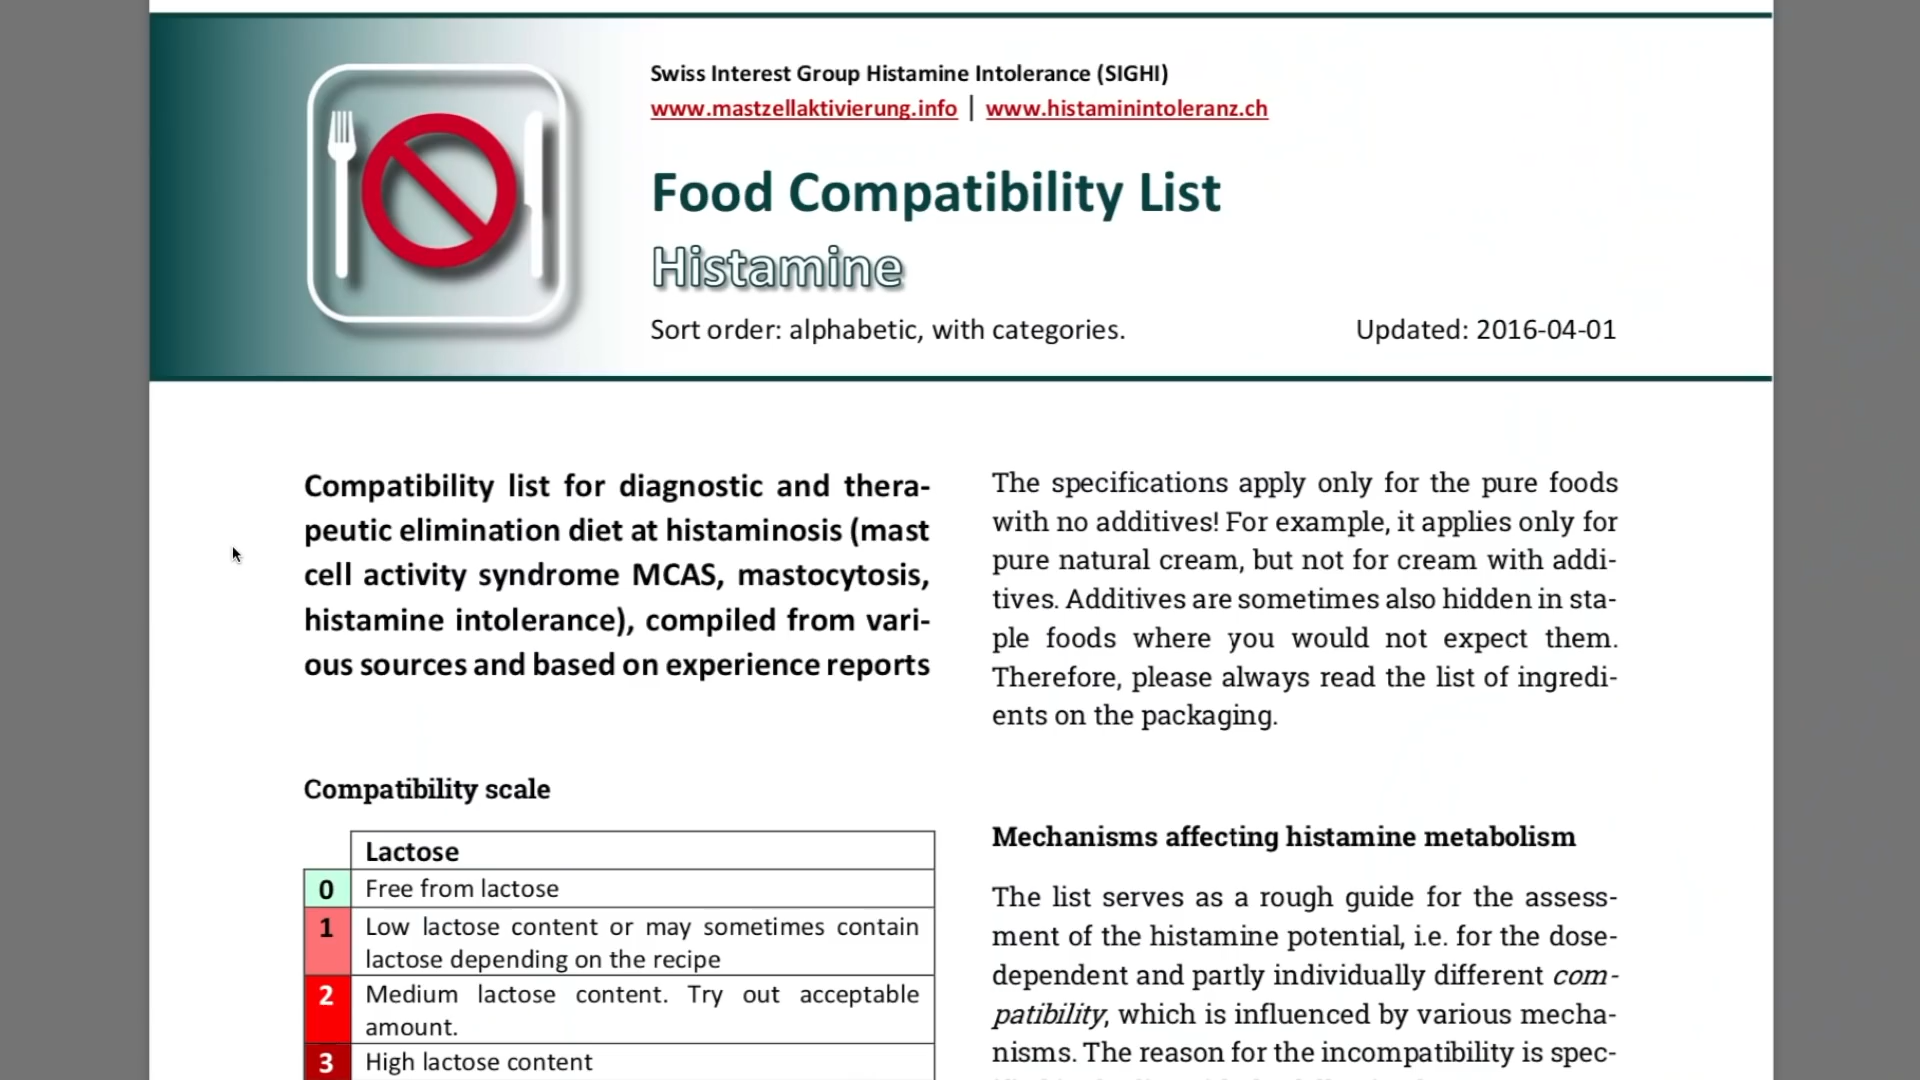 Swiss Interest Group Histamine Intolerance (SIGHI)
www.mastzellaktivierung.info | www.histaminintoleranz.ch
Food Compatibility List
Histamine
Sort order: alphabetic, with categories.
Updated: 2016-04-01
Compatibility list for diagnostic and thera-
peutic elimination diet at histaminosis (mast
cell activity syndrome MCAS, mastocytosis,
histamine intolerance), compiled from vari-
ous sources and based on experience reports
Compatibility scale
Lactose
0 Free from lactose
1 Low lactose content or may sometimes contain
lactose depending on the recipe
2 Medium lactose content. Try out acceptable
amount.
3 High lactose content
The specifications apply only for the pure foods
with no additives! For example, it applies only for
pure natural cream, but not for cream with addi-
tives. Additives are sometimes also hidden in sta-
ple foods where you would not expect them.
Therefore, please always read the list of ingredi-
ents on the packaging.
Mechanisms affecting histamine metabolism
The list serves as a rough guide for the assess-
ment of the histamine potential, i.e. for the dose-
dependent and partly individually different com-
patibility, which is influenced by various mecha-
nisms. The reason for the incompatibility is spec-